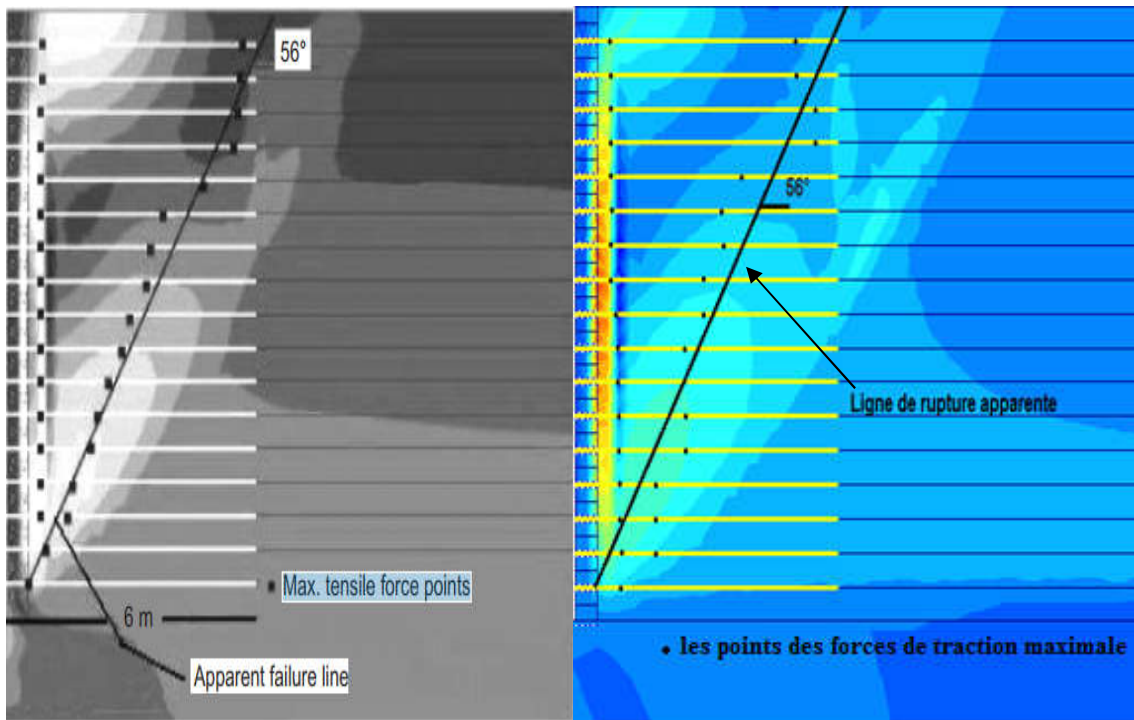 56°
Max. tensile force points
6 m
Apparent failure line
56°
Ligne de rupture apparente
les points des forces de traction maximale